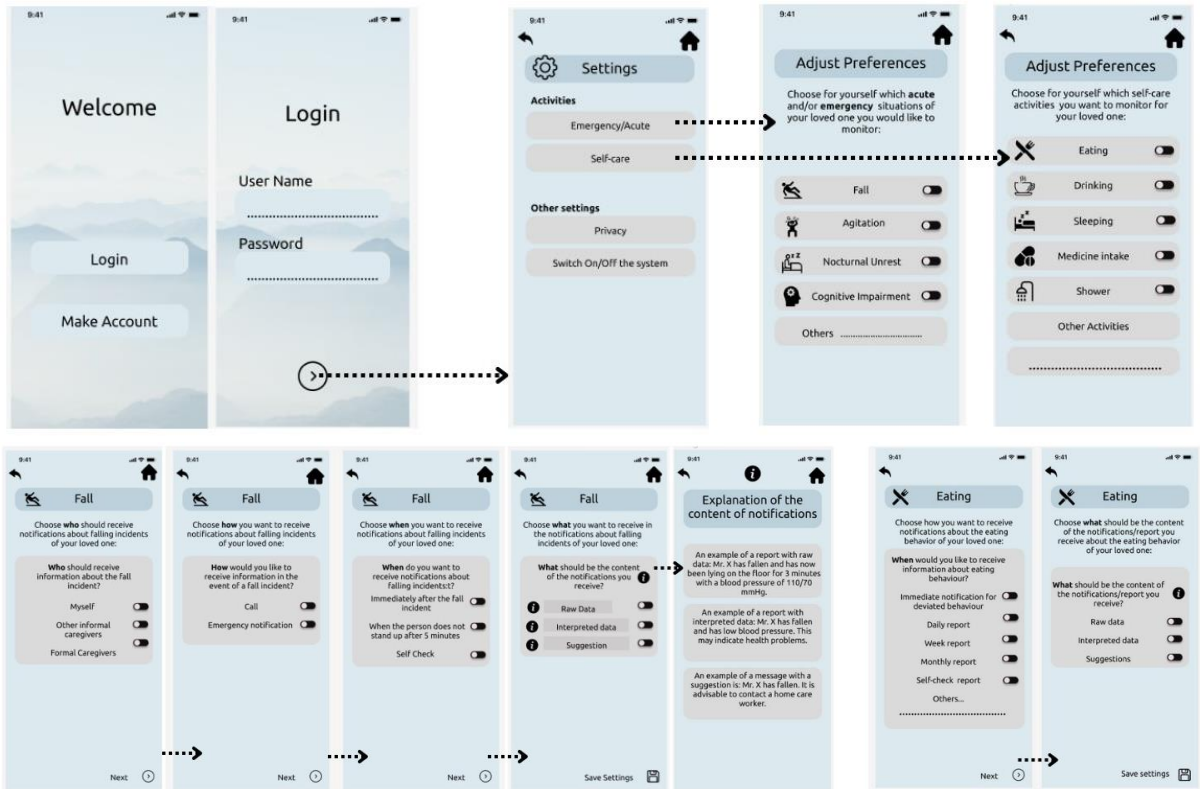 9:41
Welcome
Login
Make Account
9:41
Login
User Name
....................................
Password
....................................
9:41
Settings
Activities
Emergency/Acute
Self-care
Other settings
Privacy
Switch On/Off the system
9:41
Adjust Preferences
Choose for yourself which acute
and/or emergency situations of
your loved one you would like to
monitor:
Fall
Agitation
Nocturnal Unrest
Cognitive Impairment
Others ..................................
9:41
Adjust Preferences
Choose for yourself which self-care
activities you want to monitor for
your loved one:
Eating
Drinking
Sleeping
Medicine intake
Shower
Other Activities
....................................
9:41
Fall
Choose who should receive
notifications about falling incidents
of your loved one:
Who should receive
information about the fall
incident?
Myself
Other informal
caregivers
Formal Caregivers
Next
9:41
Fall
Choose how you want to receive
notifications about falling incidents
of your loved one:
How would you like to
receive information in the
event of a fall incident?
Call
Emergency notification
Next
9:41
Fall
Choose when you want to receive
notifications about falling incidents
of your loved one:
When do you want to
receive notifications about
falling incidents:t?
Immediately after the fall
incident
When the person does not
stand up after 5 minutes
Self Check
Next
9:41
Fall
Choose what you want to receive in
the notifications about falling
incidents of your loved one:
What should be the content
of the notifications you
receive?
Raw Data
Interpreted data
Suggestion
Save Settings
9:41
Explanation of the
content of notifications
An example of a report with raw
data: Mr. X has fallen and has now
been lying on the floor for 3 minutes
with a blood pressure of 110/70
mmHg.
An example of a report with
interpreted data: Mr. X has fallen
and has low blood pressure. This
may indicate health problems.
An example of a message with a
suggestion is: Mr. X has fallen. It is
advisable to contact a home care
worker.
9:41
Eating
Choose how you want to receive
notifications about the eating
behavior of your loved one:
When would you like to receive
information about eating
behaviour?
Immediate notification for
deviated behaviour
Daily report
Week report
Monthly report
Self-check report
Others...
....................................
Next
9:41
Eating
Choose what should be the content
of the notifications/report you
receive about the eating behavior
of your loved one:
What should be the content of
the notifications/report you
receive?
Raw data
Interpreted data
Suggestions
Save settings